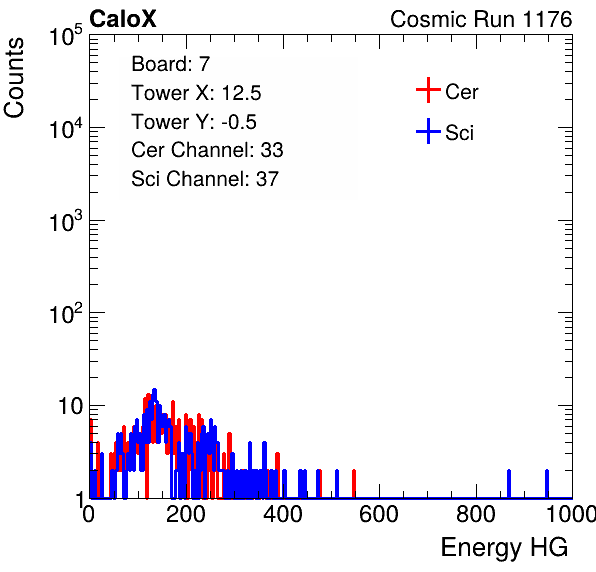 CaloX Cosmic Run 1176
Counts
10^5
10^4
10^3
10^2
10
1
Board: 7
Tower X: 12.5
Tower Y: -0.5
Cer Channel: 33
Sci Channel: 37
Cer
Sci
0 200 400 600 800 1000
Energy HG